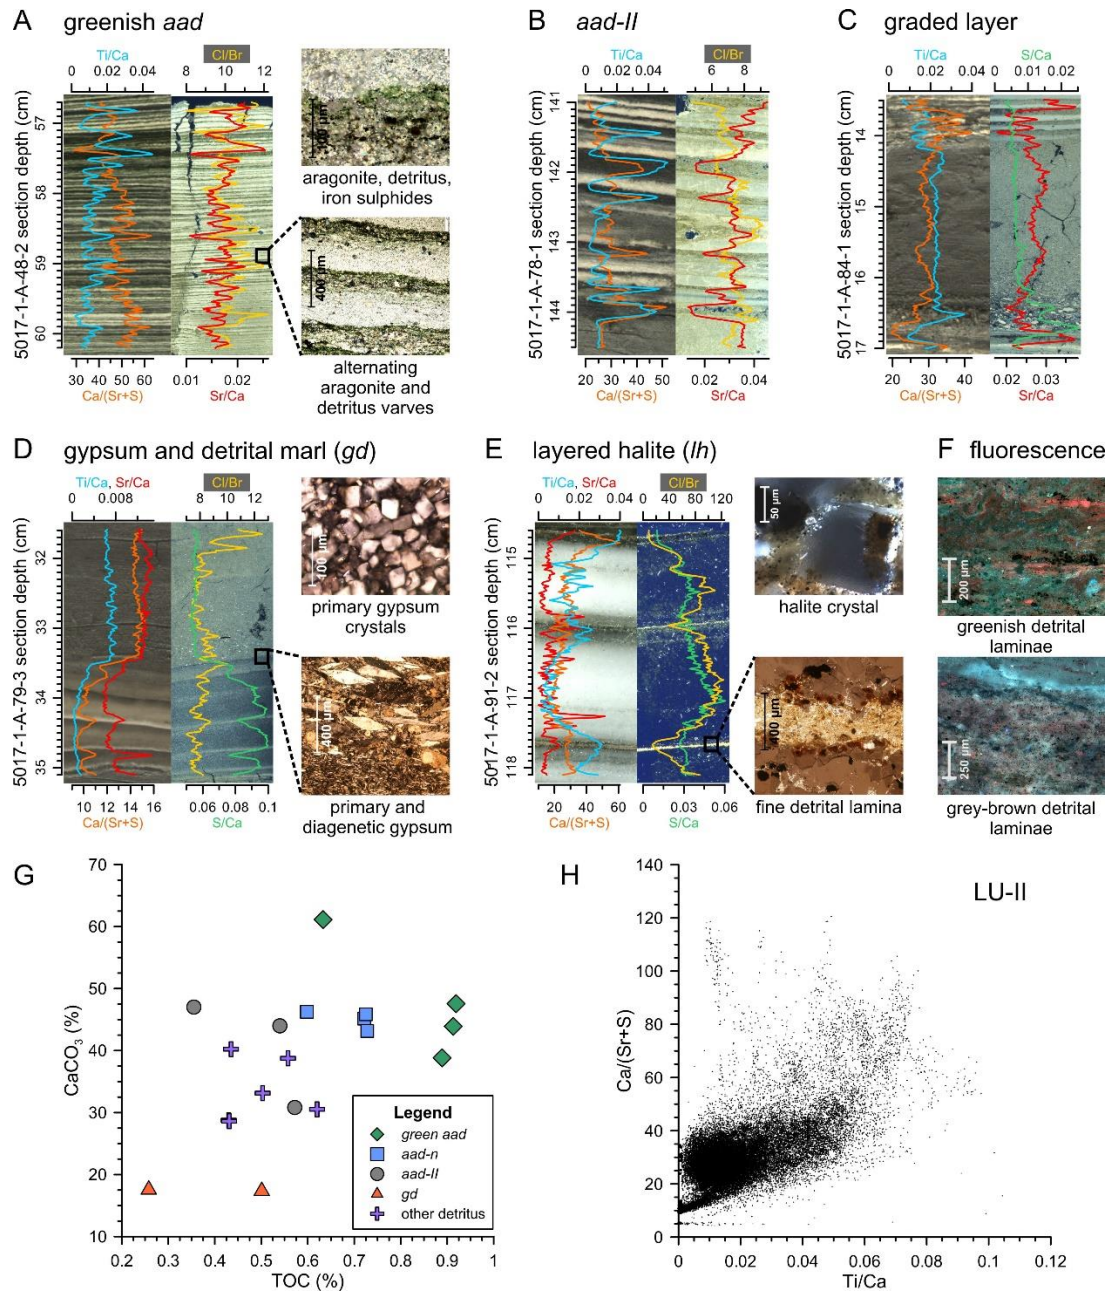 A greenish aad
Ti/Ca
Cl/Br
0 0.02 0.04
8 10 12
5017-1-A-48-2 section depth (cm)
57
58
59
60
30 40 50 60
0.01 0.02
Ca/(Sr+S)
Sr/Ca
aragonite, detritus,
iron sulphides
400 µm
alternating
aragonite and
detritus varves
B aad-II
Ti/Ca
Cl/Br
0 0.02 0.04
6 8
5017-1-A-78-1 section depth (cm)
141
142
143
144
20 30 40 50
0.02 0.03 0.04
Ca/(Sr+S)
Sr/Ca
C graded layer
Ti/Ca
S/Ca
0 0.02 0.04
0 0.01 0.02
5017-1-A-84-1 section depth (cm)
14
15
16
17
20 30 40
0.02 0.03
Ca/(Sr+S)
Sr/Ca
D gypsum and detrital marl (gd)
Ti/Ca, Sr/Ca
Cl/Br
0 0.008
8 10 12
5017-1-A-79-3 section depth (cm)
32
33
34
35
10 12 14 16
0.06 0.08 0.1
Ca/(Sr+S)
S/Ca
100 µm
primary gypsum
crystals
400 µm
primary and
diagenetic gypsum
E layered halite (lh)
Ti/Ca, Sr/Ca
Cl/Br
0 0.02 0.04
0 40 80 120
5017-1-A-91-2 section depth (cm)
115
116
117
118
20 40 60
0 0.03 0.06
Ca/(Sr+S)
S/Ca
50 µm
halite crystal
400 µm
fine detrital lamina
F fluorescence
200 µm
greenish detrital
laminae
250 µm
grey-brown detrital
laminae
G
CaCO3 (%)
70
60
50
40
30
20
10
0.2 0.3 0.4 0.5 0.6 0.7 0.8 0.9 1
TOC (%)
Legend
green aad
aad-n
aad-II
gd
other detritus
H
LU-II
Ca/(Sr+S)
140
120
100
80
60
40
20
0
0 0.02 0.04 0.06 0.08 0.1 0.12
Ti/Ca